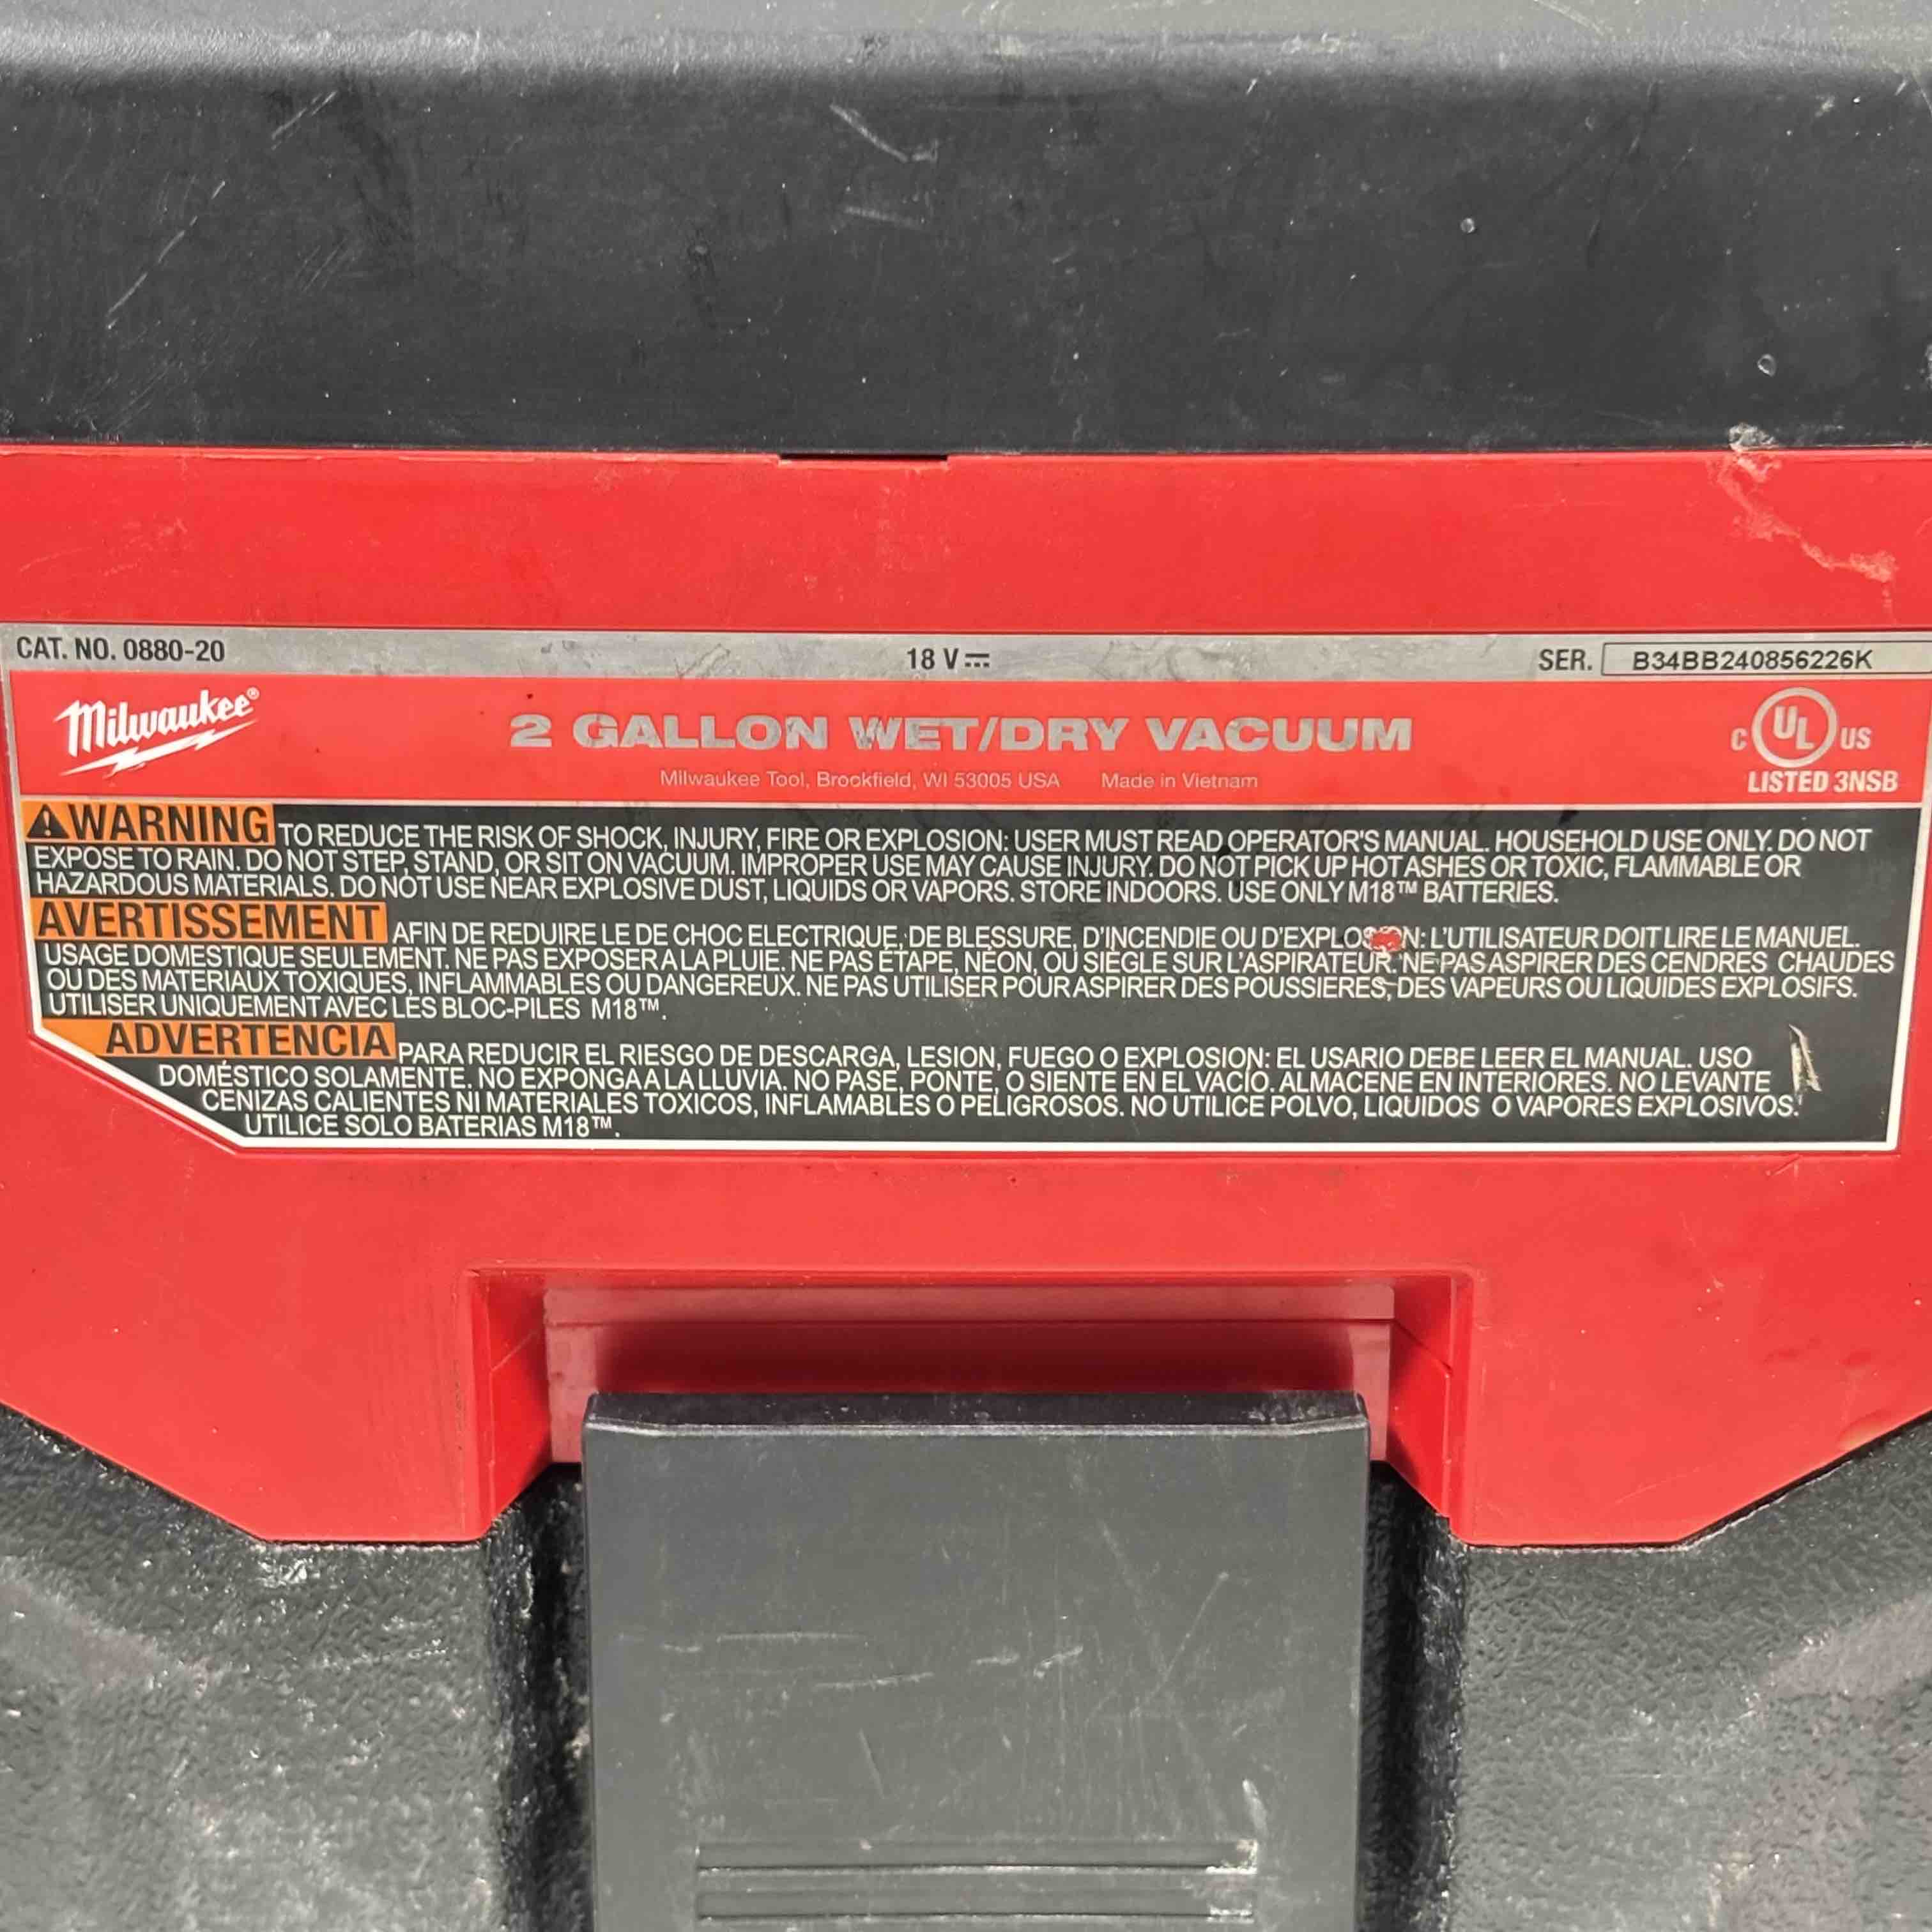 CAT. NO. 0880-20 18 V⎓ SER. B34BB240856226K
Milwaukee® 2 GALLON WET/DRY VACUUM C UL US
Milwaukee Tool, Brookfield, WI 53005 USA Made in Vietnam LISTED 3NSB
⚠WARNING TO REDUCE THE RISK OF SHOCK, INJURY, FIRE OR EXPLOSION: USER MUST READ OPERATOR'S MANUAL. HOUSEHOLD USE ONLY. DO NOT
EXPOSE TO RAIN. DO NOT STEP, STAND, OR SIT ON VACUUM. IMPROPER USE MAY CAUSE INJURY. DO NOT PICK UP HOT ASHES OR TOXIC, FLAMMABLE OR
HAZARDOUS MATERIALS. DO NOT USE NEAR EXPLOSIVE DUST, LIQUIDS OR VAPORS. STORE INDOORS. USE ONLY M18™ BATTERIES.
AVERTISSEMENT AFIN DE REDUIRE LE DE CHOC ELECTRIQUE, DE BLESSURE, D'INCENDIE OU D'EXPLOSION: L'UTILISATEUR DOIT LIRE LE MANUEL.
USAGE DOMESTIQUE SEULEMENT. NE PAS EXPOSER A LA PLUIE. NE PAS ÉTAPE, NÉON, OU SIÈGLE SUR L'ASPIRATEUR. NE PAS ASPIRER DES CENDRES CHAUDES
OU DES MATERIAUX TOXIQUES, INFLAMMABLES OU DANGEREUX. NE PAS UTILISER POUR ASPIRER DES POUSSIERES, DES VAPEURS OU LIQUIDES EXPLOSIFS.
UTILISER UNIQUEMENT AVEC LES BLOC-PILES M18™.
ADVERTENCIA PARA REDUCIR EL RIESGO DE DESCARGA, LESION, FUEGO O EXPLOSION: EL USARIO DEBE LEER EL MANUAL. USO
DOMÉSTICO SOLAMENTE. NO EXPONGA A LA LLUVIA. NO PASE, PONTE, O SIENTE EN EL VACÍO. ALMACENE EN INTERIORES. NO LEVANTE
CENIZAS CALIENTES NI MATERIALES TOXICOS, INFLAMABLES O PELIGROSOS. NO UTILICE POLVO, LIQUIDOS O VAPORES EXPLOSIVOS.
UTILICE SOLO BATERIAS M18™.